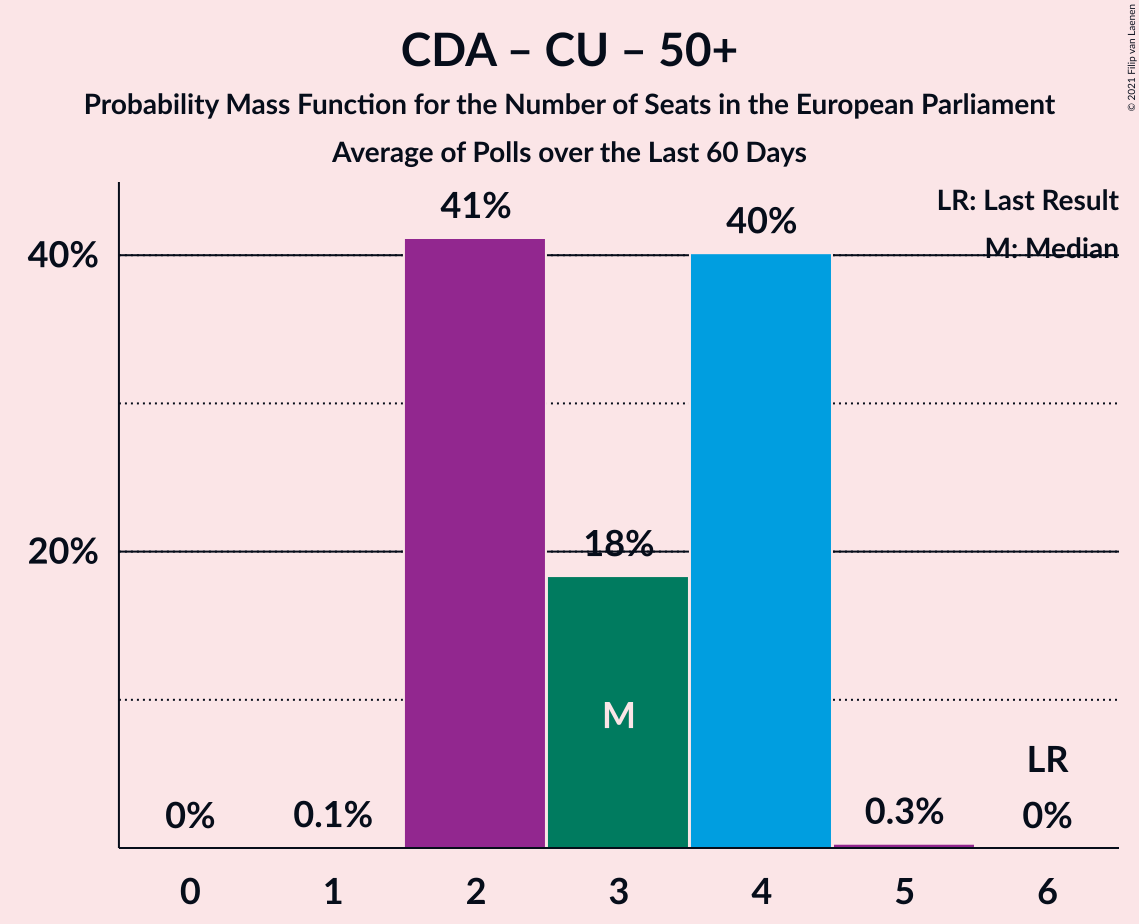 CDA – CU – 50+
Probability Mass Function for the Number of Seats in the European Parliament
Average of Polls over the Last 60 Days
© 2021 Filip van Laenen
LR: Last Result
M: Median
41%
40%
40%
20%
18%
M
LR
0%
0.1%
0.3%
0%
0
1
2
3
4
5
6